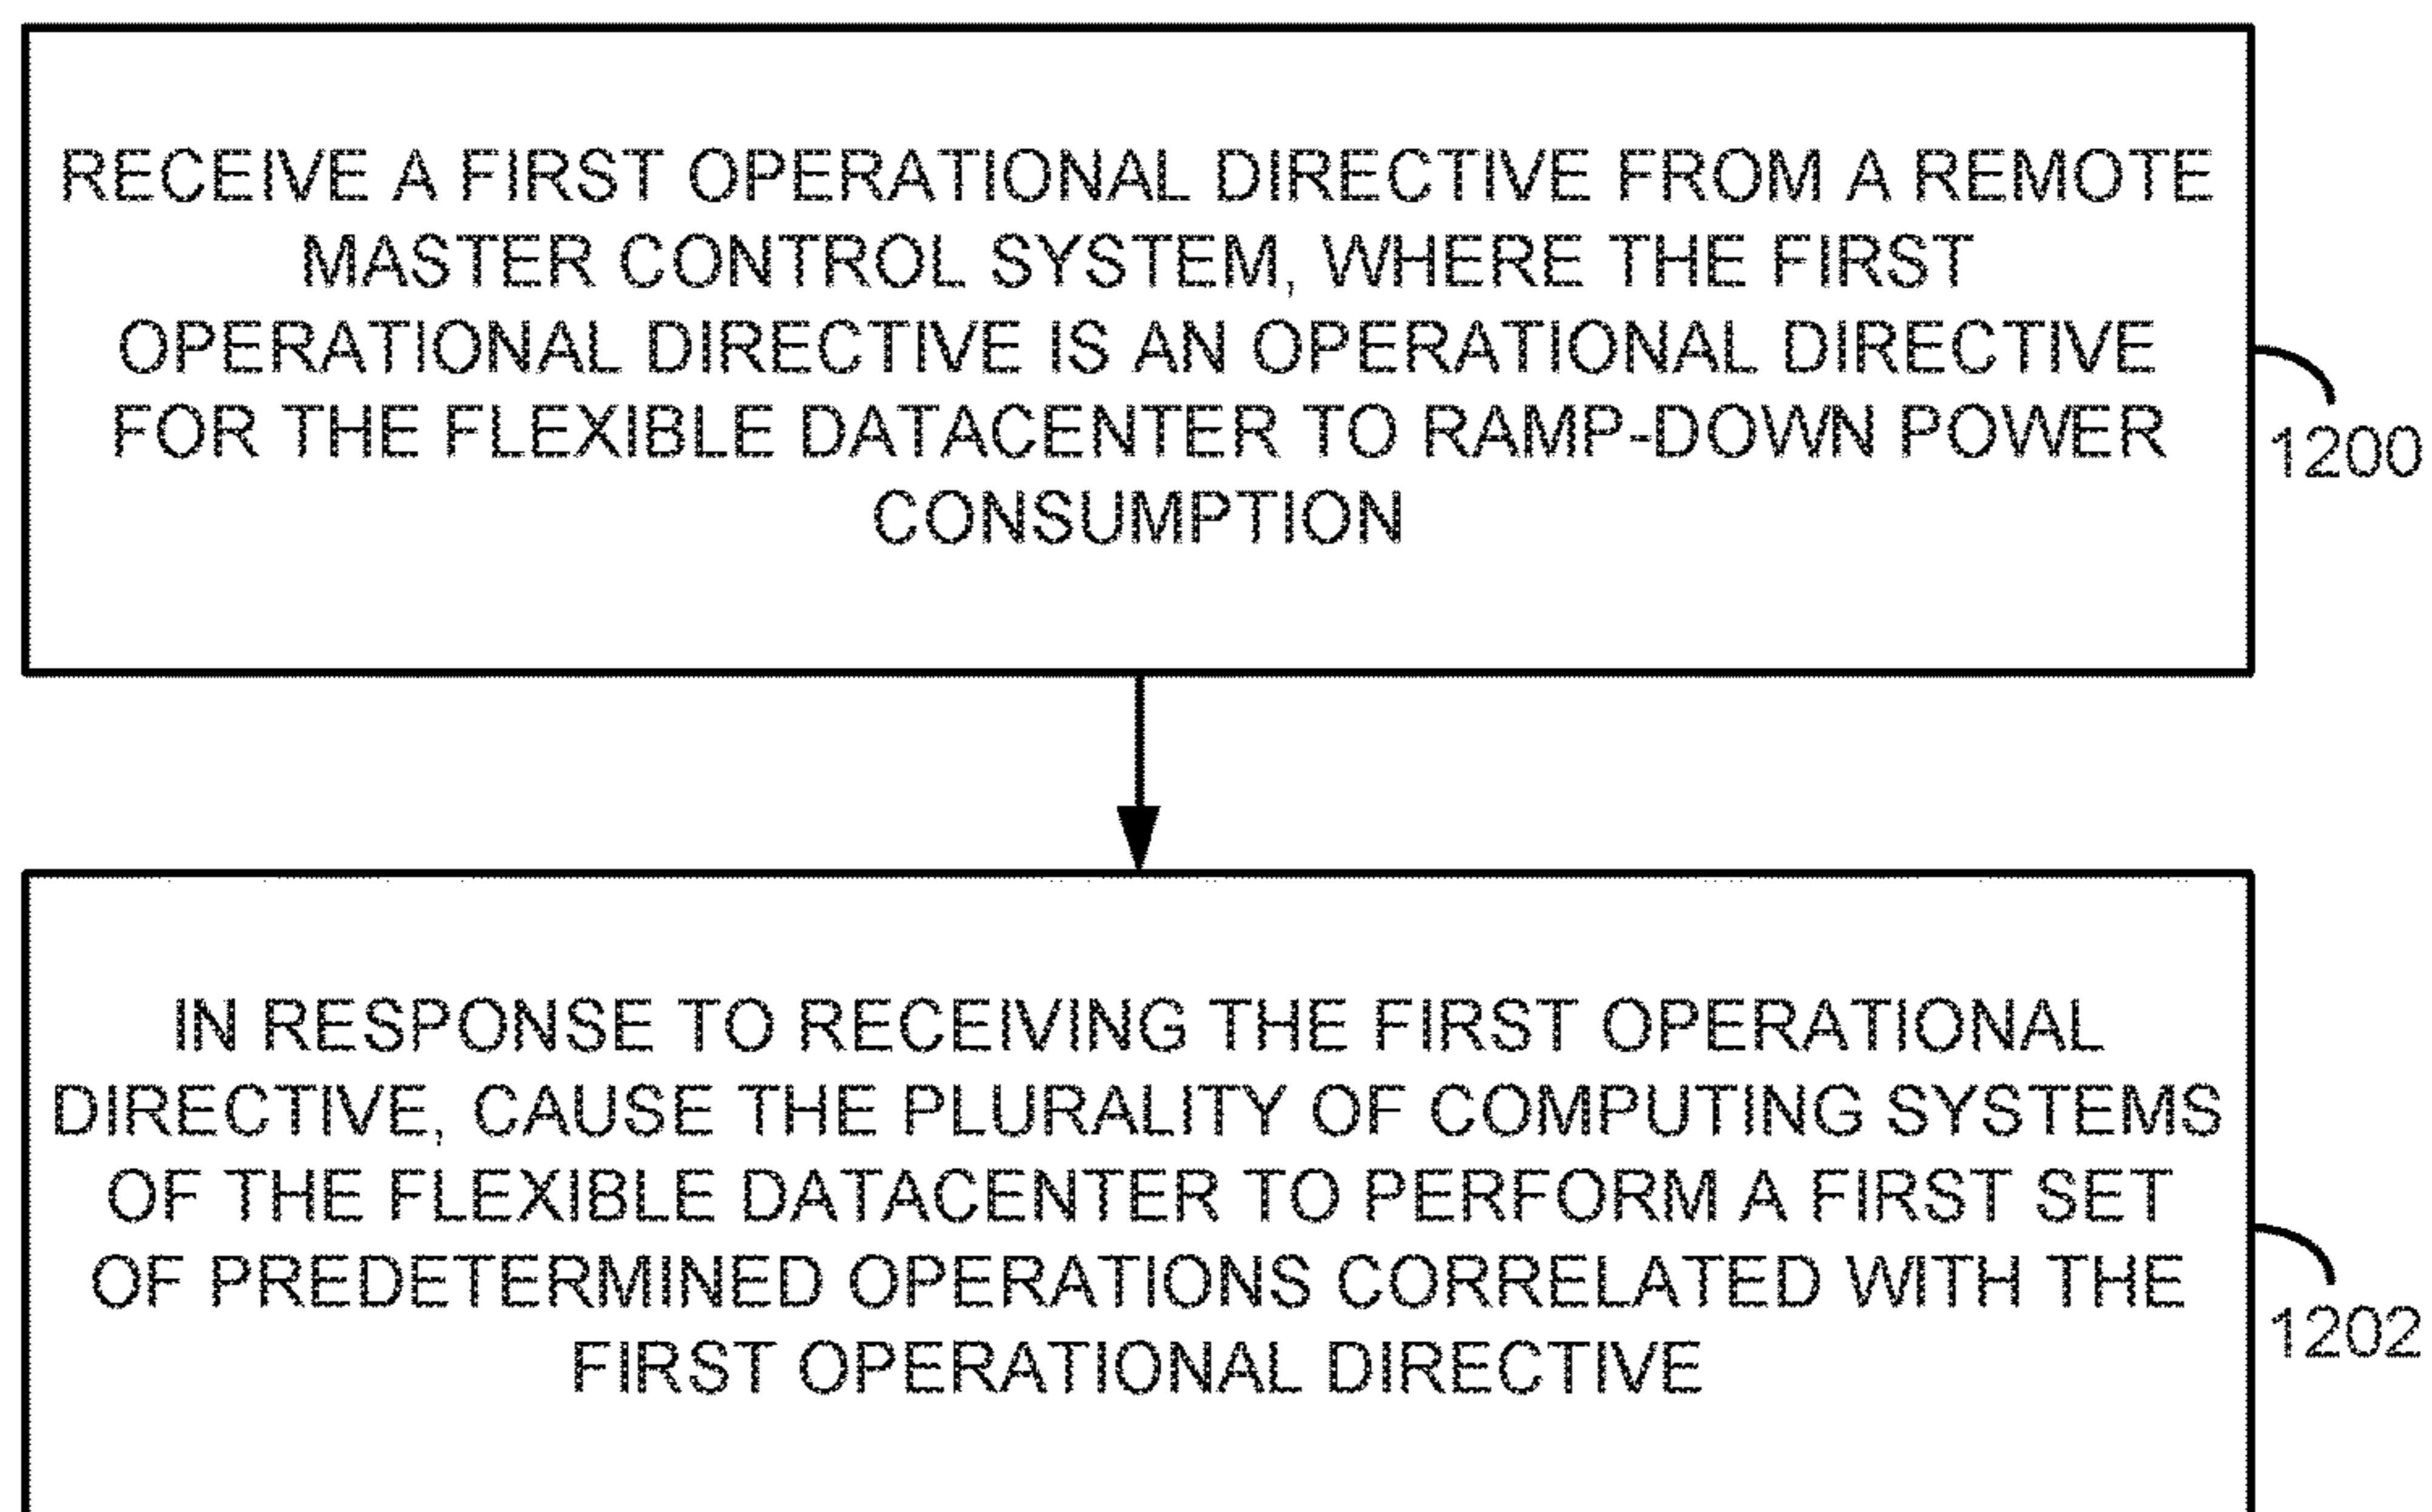 RECEIVE A FIRST OPERATIONAL DIRECTIVE FROM A REMOTE
MASTER CONTROL SYSTEM, WHERE THE FIRST
OPERATIONAL DIRECTIVE IS AN OPERATIONAL DIRECTIVE
FOR THE FLEXIBLE DATACENTER TO RAMP-DOWN POWER
CONSUMPTION
1200
IN RESPONSE TO RECEIVING THE FIRST OPERATIONAL
DIRECTIVE, CAUSE THE PLURALITY OF COMPUTING SYSTEMS
OF THE FLEXIBLE DATACENTER TO PERFORM A FIRST SET
OF PREDETERMINED OPERATIONS CORRELATED WITH THE
FIRST OPERATIONAL DIRECTIVE
1202